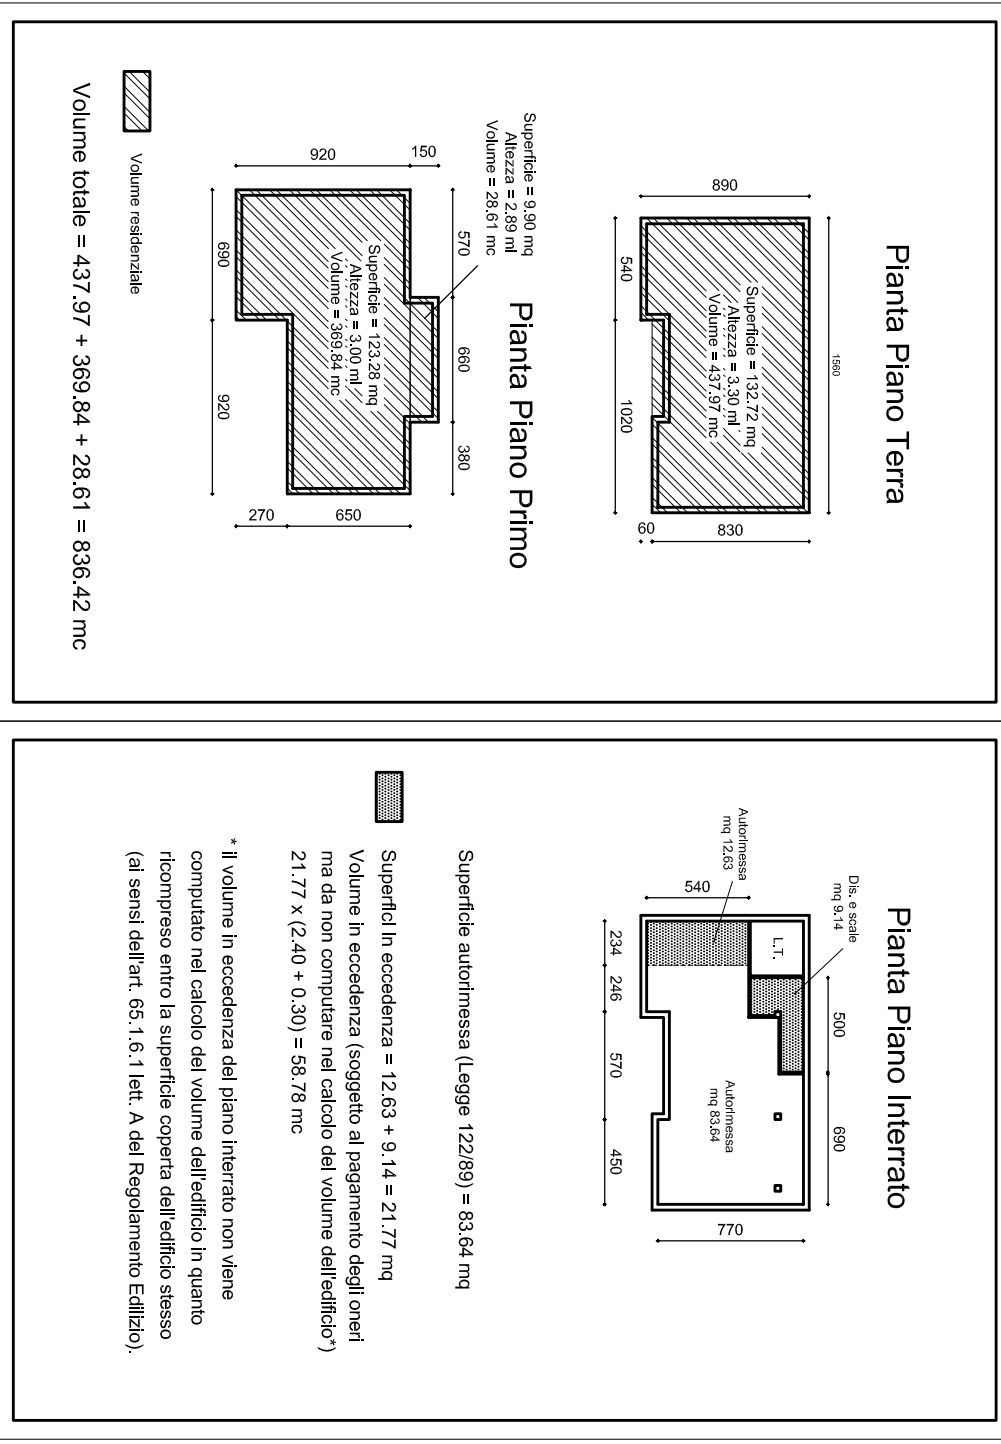 Pianta Piano Terra
1560
890
540
1020
60
830
Superficie = 132.72 mq
Altezza = 3.30 ml
Volume = 437.97 mc
Pianta Piano Primo
Superficie = 9.90 mq
Altezza = 2.89 ml
Volume = 28.61 mc
920
150
570
660
380
690
920
270
650
Superficie = 123.28 mq
Altezza = 3.00 ml
Volume = 369.84 mc
Volume residenziale
Volume totale = 437.97 + 369.84 + 28.61 = 836.42 mc
Pianta Piano Interrato
Dis. e scale
mq 9.14
Autorimessa
mq 12.63
500
690
540
L.T.
Autorimessa
mq 83.64
234
246
570
450
770
Superficie autorimessa (Legge 122/89) = 83.64 mq
Superfici in eccedenza = 12.63 + 9.14 = 21.77 mq
Volume in eccedenza (soggetto al pagamento degli oneri
ma da non computare nel calcolo del volume dell'edificio*)
21.77 x (2.40 + 0.30) = 58.78 mc
* il volume in eccedenza del piano interrato non viene
computato nel calcolo del volume dell'edificio in quanto
ricompreso entro la superficie coperta dell'edificio stesso
(ai sensi dell'art. 65.1.6.1 lett. A del Regolamento Edilizio).